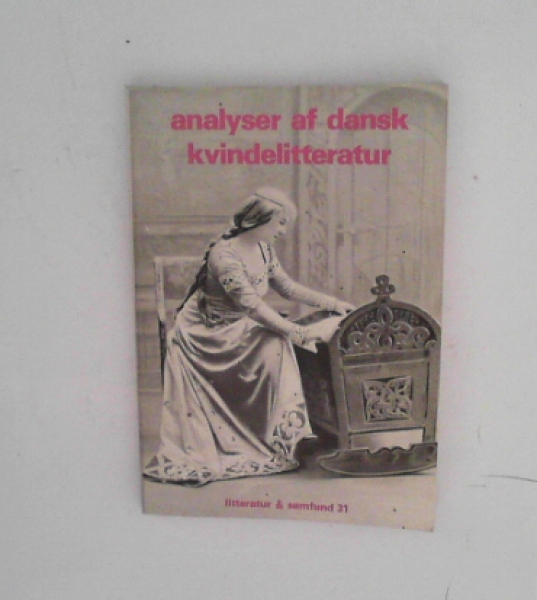 analyser af dansk
kvindelitteratur
litteratur & samfund 31